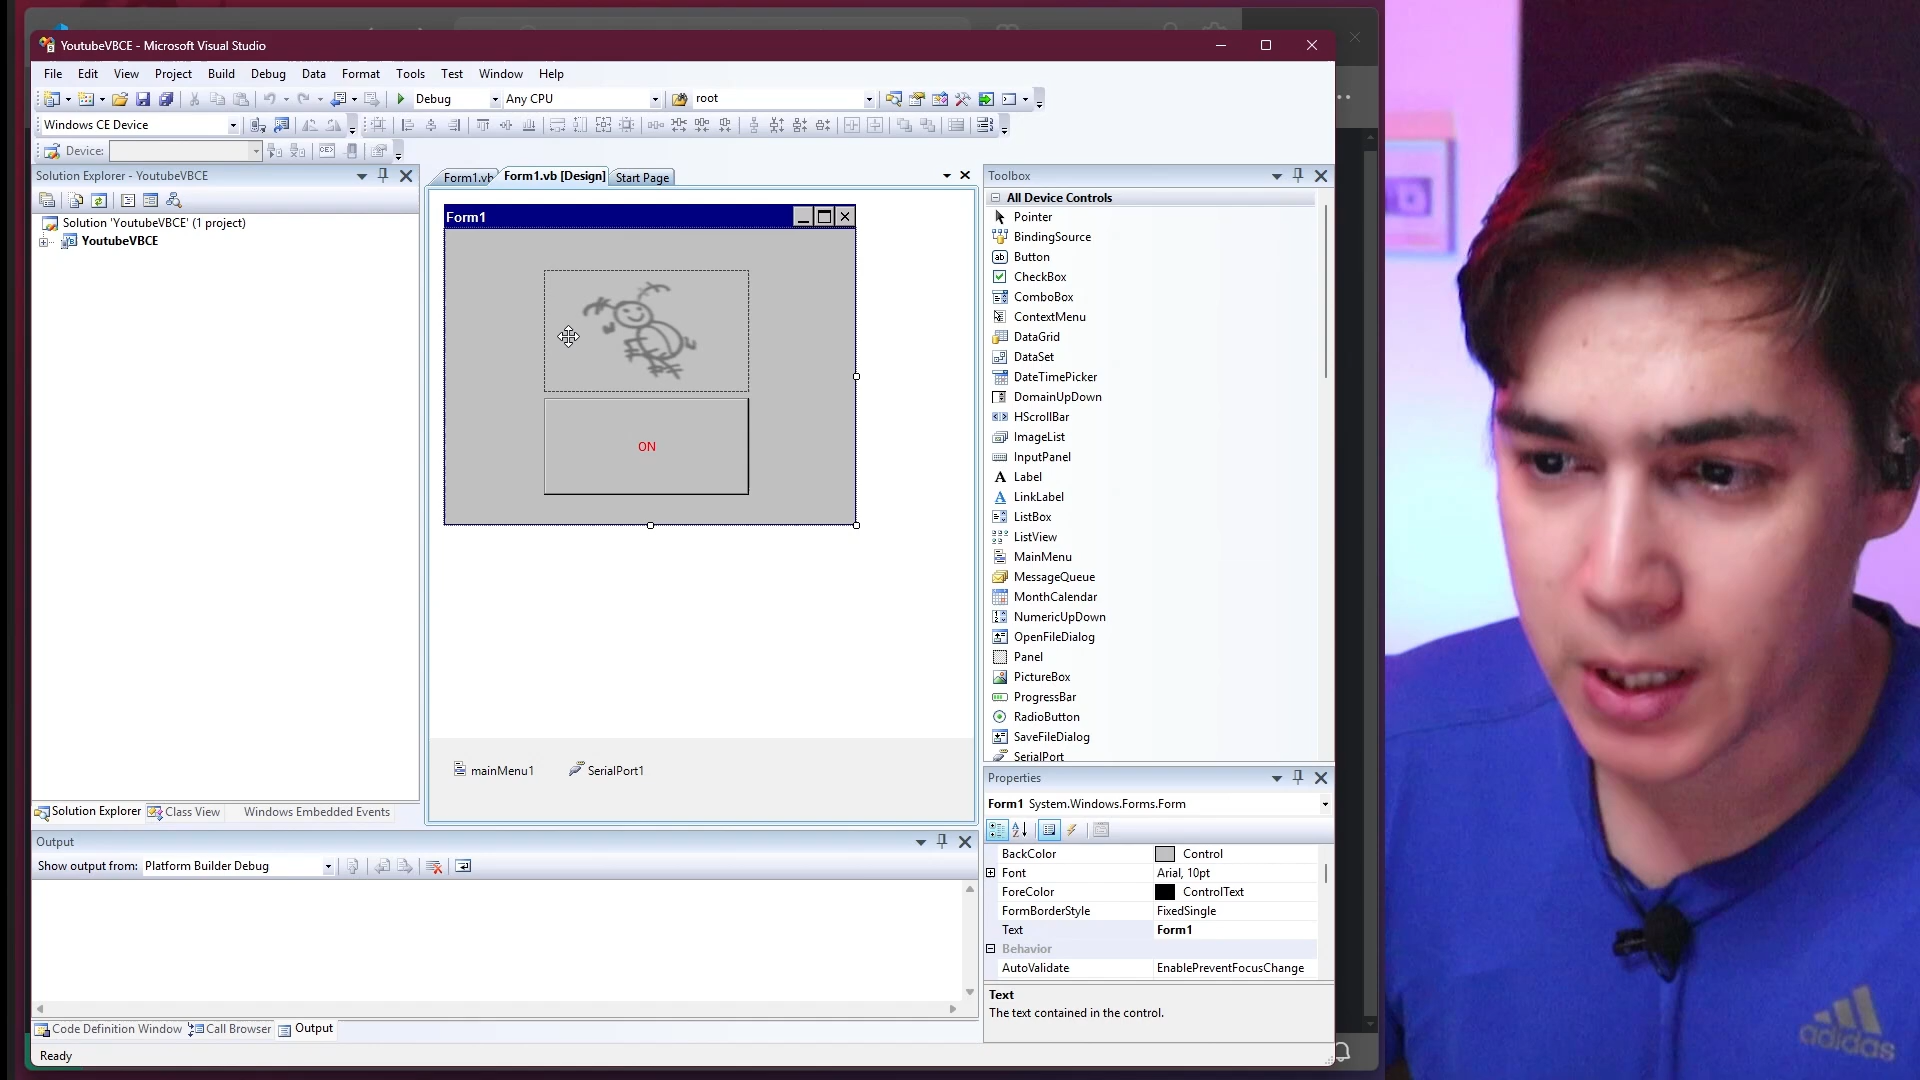 YoutubeVBCE - Microsoft Visual Studio
File Edit View Project Build Debug Data Format Tools Test Window Help
Debug Any CPU root
Windows CE Device
Device:
Solution Explorer - YoutubeVBCE
Solution 'YoutubeVBCE' (1 project)
YoutubeVBCE
Solution Explorer Class View Windows Embedded Events
Form1.vb Form1.vb [Design] Start Page
Form1
ON
mainMenu1 SerialPort1
Toolbox
All Device Controls
Pointer
BindingSource
Button
CheckBox
ComboBox
ContextMenu
DataGrid
DataSet
DateTimePicker
DomainUpDown
HScrollBar
ImageList
InputPanel
Label
LinkLabel
ListBox
ListView
MainMenu
MessageQueue
MonthCalendar
NumericUpDown
OpenFileDialog
Panel
PictureBox
ProgressBar
RadioButton
SaveFileDialog
SerialPort
Properties
Form1 System.Windows.Forms.Form
BackColor Control
Font Arial, 10pt
ForeColor ControlText
FormBorderStyle FixedSingle
Text Form1
Behavior
AutoValidate EnablePreventFocusChange
Text
The text contained in the control.
Output
Show output from: Platform Builder Debug
Code Definition Window Call Browser Output
Ready
adidas